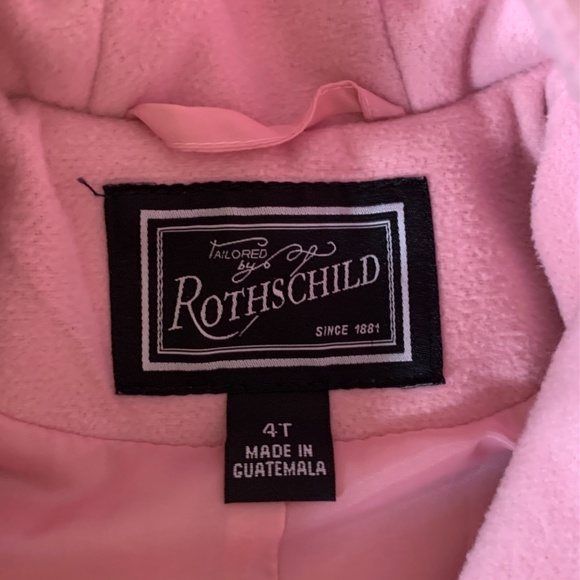 TAILORED
by
ROTHSCHILD
SINCE 1881
4T
MADE IN
GUATEMALA